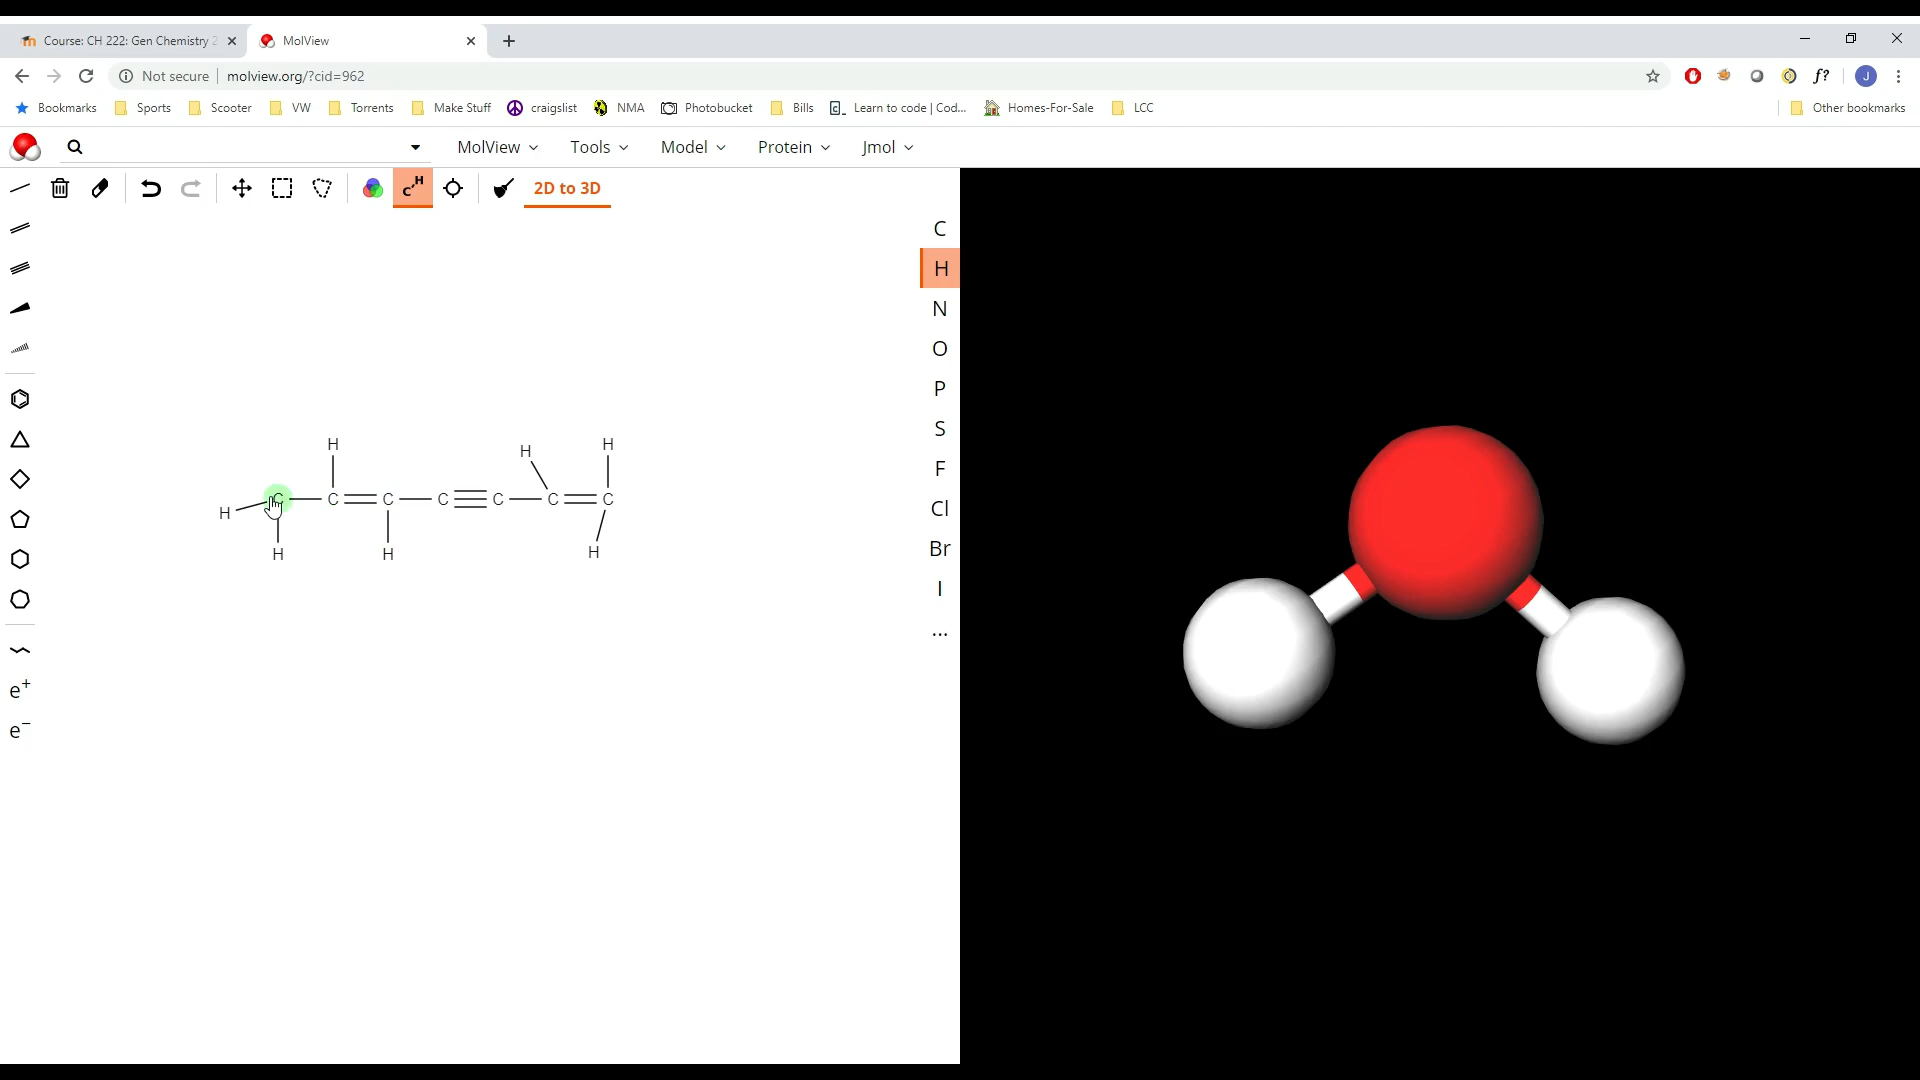 Course: CH 222: Gen Chemistry 2
MolView
Not secure molview.org/?cid=962
J
Bookmarks Sports Scooter VW Torrents Make Stuff craigslist NMA Photobucket Bills Learn to code | Cod... Homes-For-Sale LCC Other bookmarks
MolView Tools Model Protein Jmol
C H 2D to 3D
C
H
N
O
P
S
F
Cl
Br
I
...
H H H H
C C C C C C C
H
H H H
e+
e−
f?